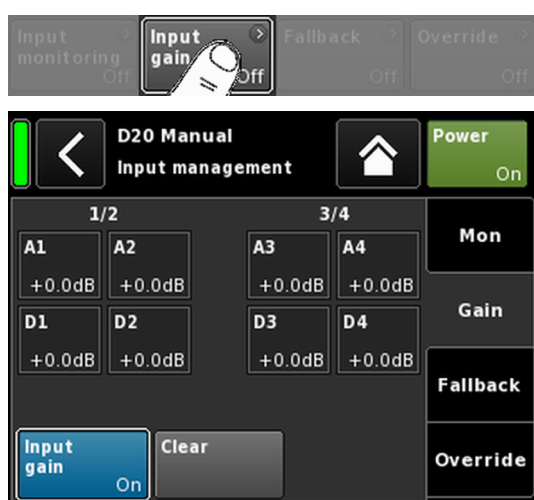 Input
monitoring
Off
Input
gain
Off
Fallback
Off
Override
Off
D20 Manual
Input management
Power
On
1/2
3/4
A1
A2
A3
A4
+0.0dB
+0.0dB
+0.0dB
+0.0dB
D1
D2
D3
D4
+0.0dB
+0.0dB
+0.0dB
+0.0dB
Mon
Gain
Fallback
Override
Input
gain
On
Clear